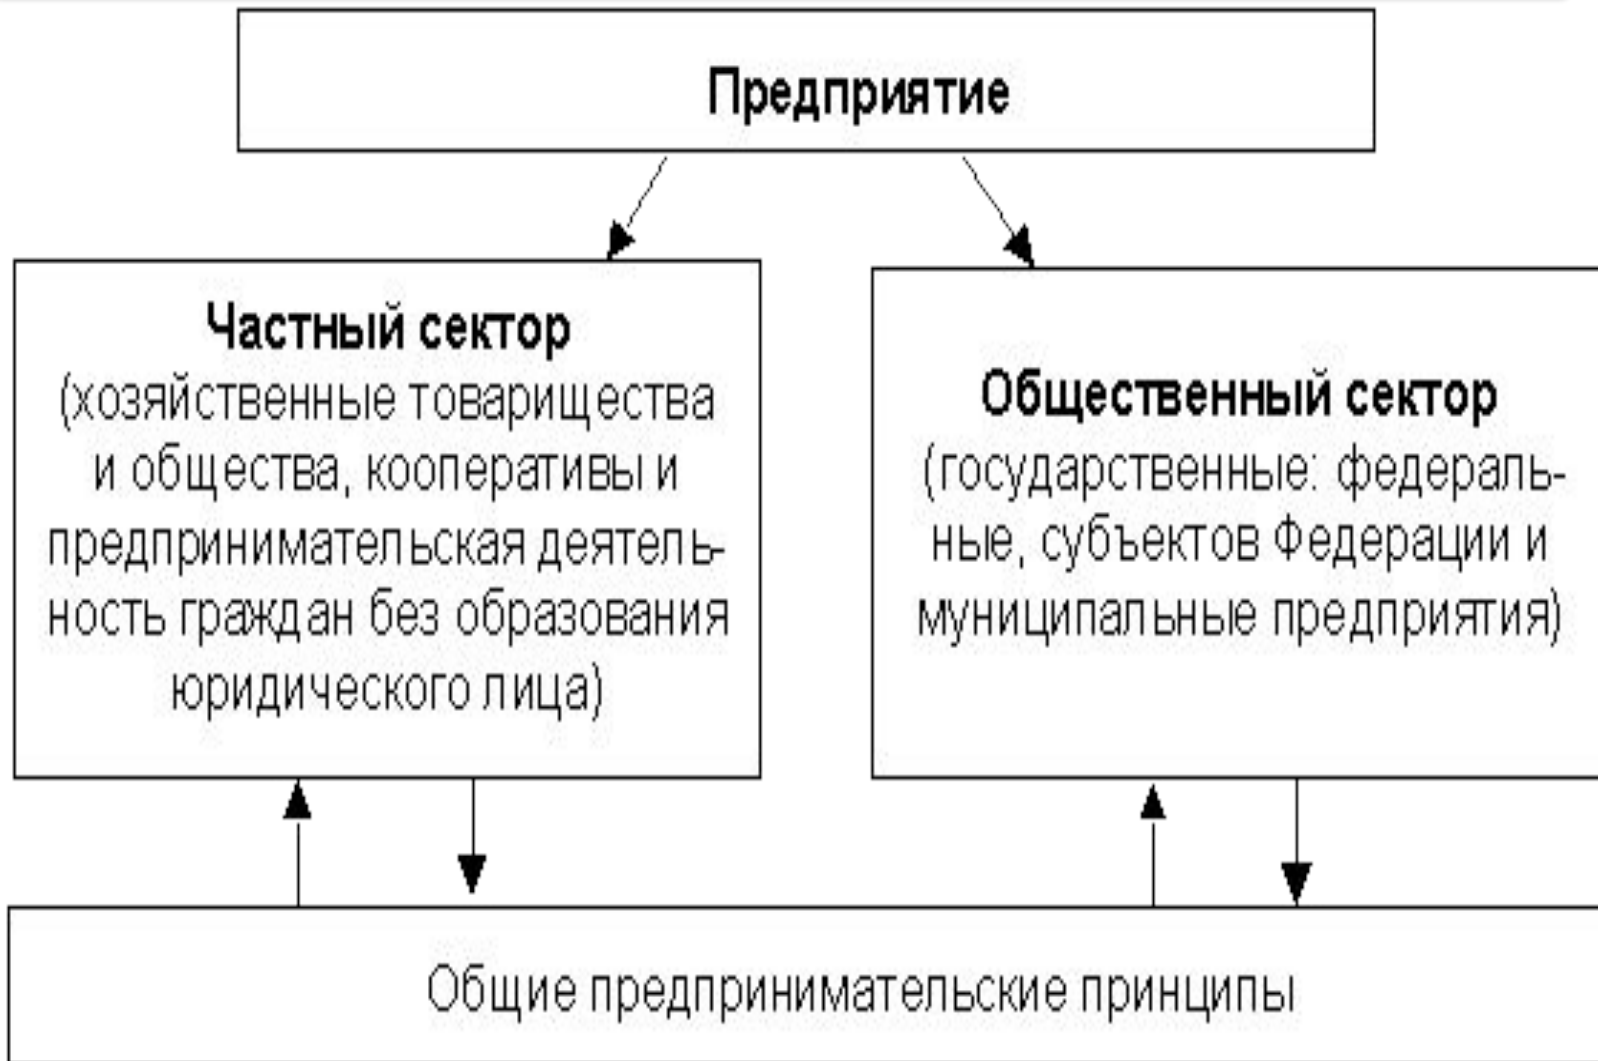 Предприятие
Частный сектор
(хозяйственные товарищества
и общества, кооперативы и
предпринимательская деятель-
ность граждан без образования
юридического лица)
Общественный сектор
(государственные: федераль-
ные, субъектов Федерации и
муниципальные предприятия)
Общие предпринимательские принципы